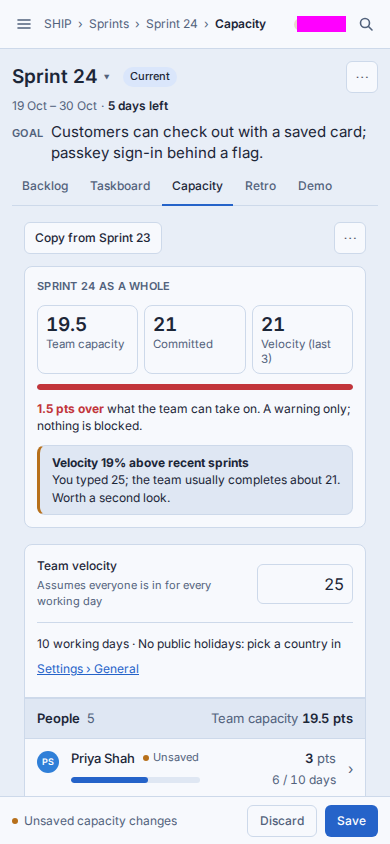 SHIP › Sprints › Sprint 24 › Capacity
Sprint 24 ▾ Current ...
19 Oct – 30 Oct · 5 days left
GOAL Customers can check out with a saved card;
passkey sign-in behind a flag.
Backlog Taskboard Capacity Retro Demo
Copy from Sprint 23 ...
SPRINT 24 AS A WHOLE
19.5 21 21
Team capacity Committed Velocity (last
3)
1.5 pts over what the team can take on. A warning only;
nothing is blocked.
Velocity 19% above recent sprints
You typed 25; the team usually completes about 21.
Worth a second look.
Team velocity
Assumes everyone is in for every
working day
25
10 working days · No public holidays: pick a country in
Settings › General
People 5 Team capacity 19.5 pts
PS Priya Shah Unsaved 3 pts ›
6 / 10 days
Unsaved capacity changes Discard Save